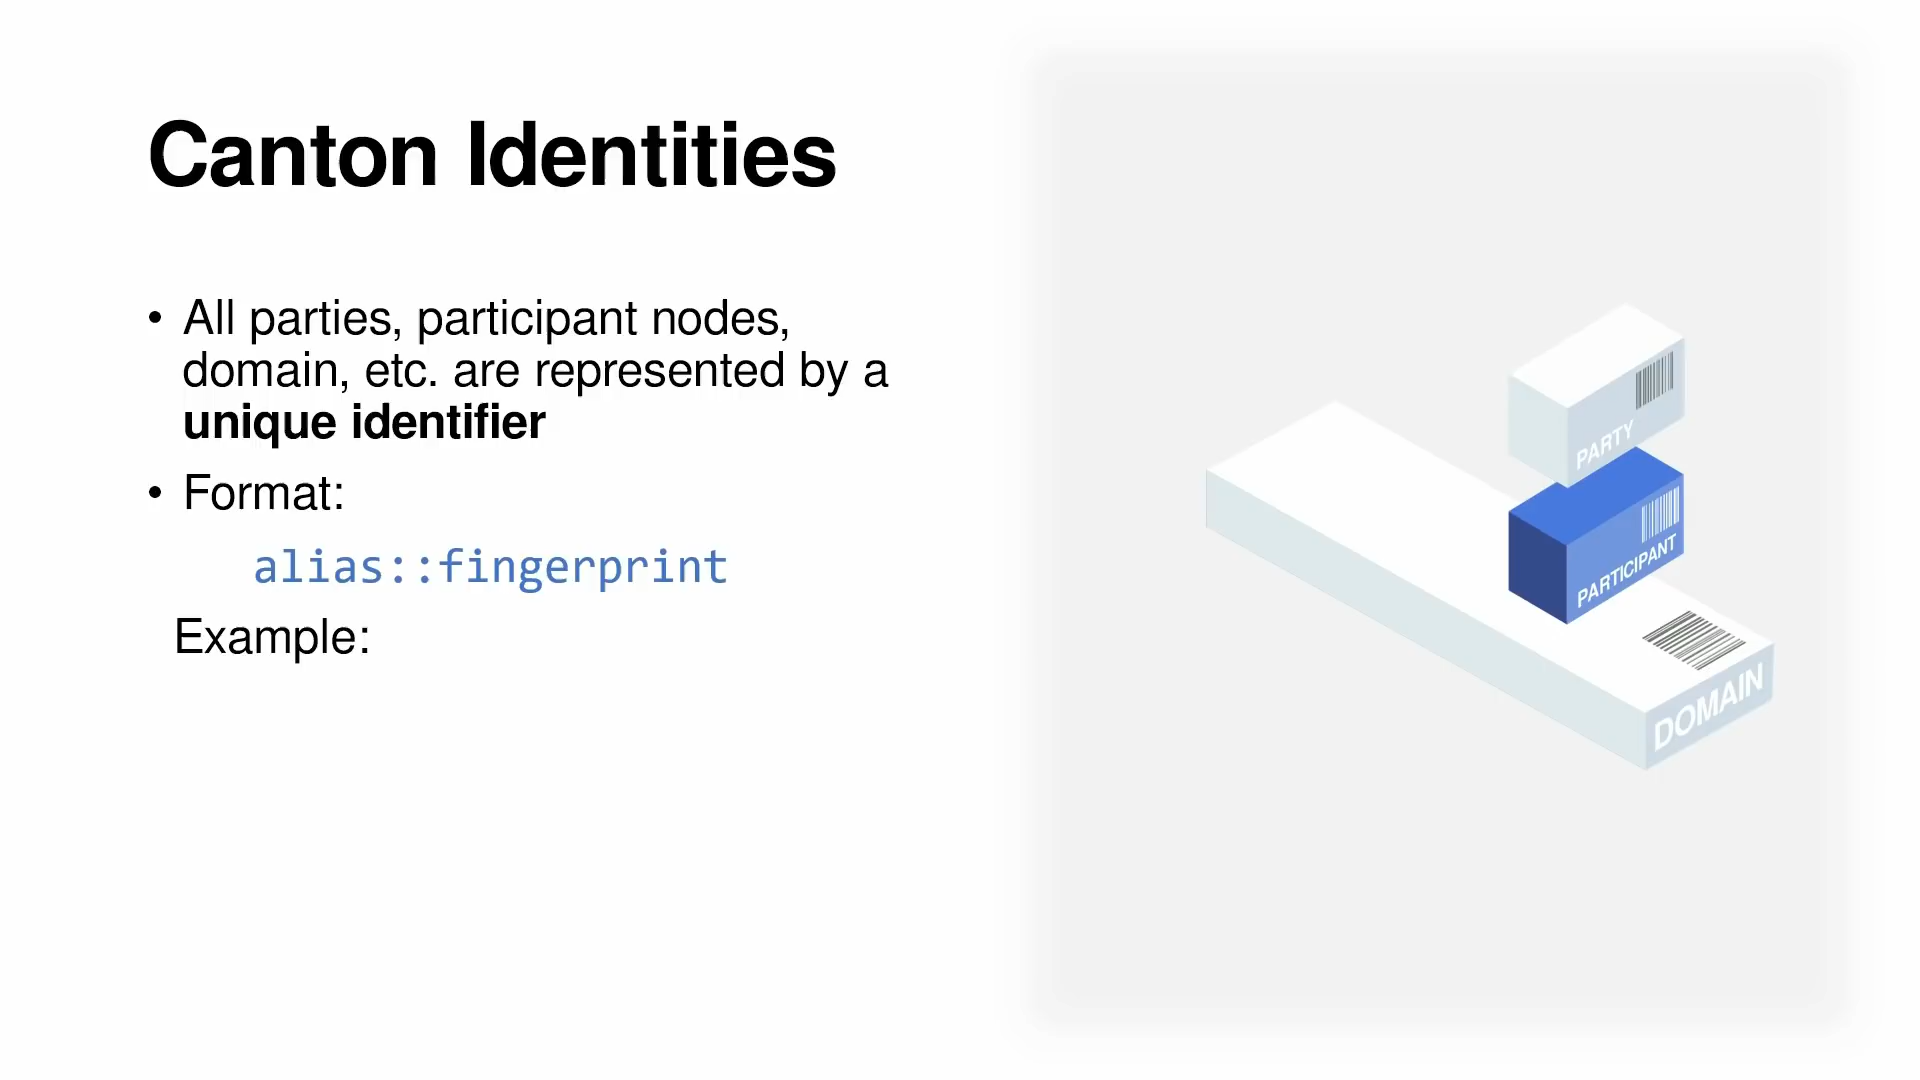 Canton Identities
• All parties, participant nodes,
domain, etc. are represented by a
unique identifier
• Format:
alias::fingerprint
Example:
PARTY
PARTICIPANT
DOMAIN